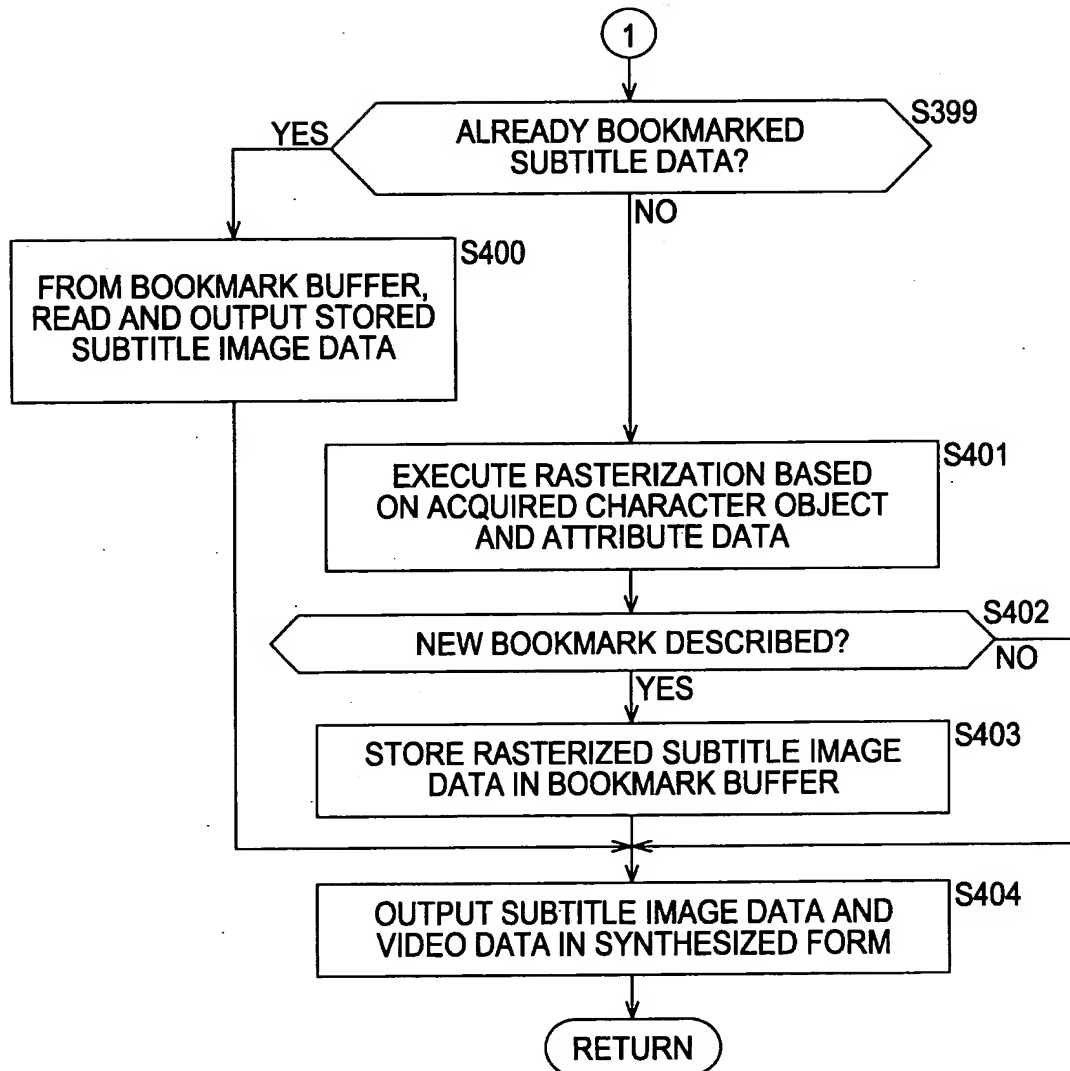 1
S399
ALREADY BOOKMARKED
SUBTITLE DATA?
YES
NO
S400
FROM BOOKMARK BUFFER,
READ AND OUTPUT STORED
SUBTITLE IMAGE DATA
S401
EXECUTE RASTERIZATION BASED
ON ACQUIRED CHARACTER OBJECT
AND ATTRIBUTE DATA
S402
NEW BOOKMARK DESCRIBED?
NO
YES
S403
STORE RASTERIZED SUBTITLE IMAGE
DATA IN BOOKMARK BUFFER
S404
OUTPUT SUBTITLE IMAGE DATA AND
VIDEO DATA IN SYNTHESIZED FORM
RETURN